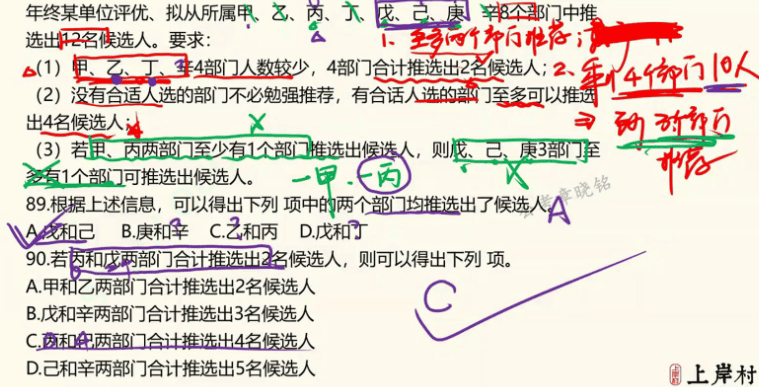 年终某单位评优、拟从所属甲、乙、丙、丁、戊、己、庚、辛8个部门中推
选出12名候选人。要求:
1、至多两个部门推荐;
(1)甲、乙、丁、辛4部门人数较少,4部门合计推选出2名候选人;
2、 4个部门10人
(2)没有合适人选的部门不必勉强推荐,有合话人选的部门至多可以推选
出4名候选人;
⇒ 3个部门
推荐
(3)若甲、丙两部门至少有1个部门推选出候选人,则戊、己、庚3部门至
多有1个部门可推选出候选人。
一甲.一丙
89.根据上述信息,可以得出下列 项中的两个部门均推选出了候选人。 A
章晓铭
A.戊和己 B.庚和辛 C.乙和丙 D.戊和丁
90.若丙和戊两部门合计推选出2名候选人,则可以得出下列 项。
A.甲和乙两部门合计推选出2名候选人
B.戊和辛两部门合计推选出3名候选人
C
C.丙和己两部门合计推选出4名候选人
D.己和辛两部门合计推选出5名候选人
上岸村